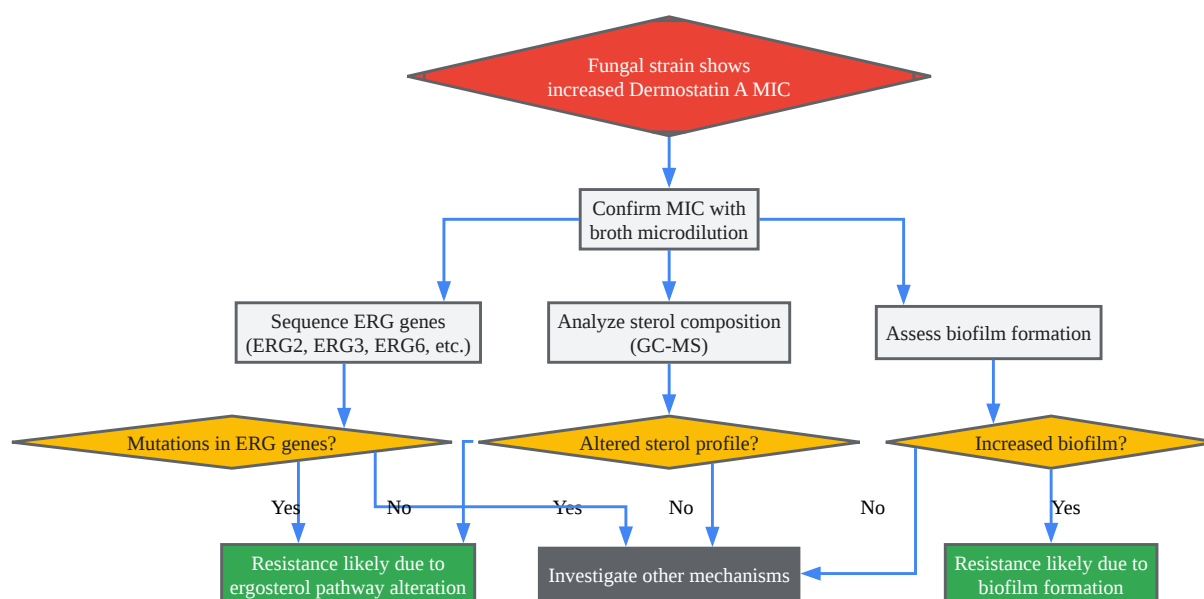 Fungal strain shows
increased Dermostatin A MIC
Confirm MIC with
broth microdilution
Sequence ERG genes
(ERG2, ERG3, ERG6, etc.)
Analyze sterol composition
(GC-MS)
Assess biofilm formation
Mutations in ERG genes?
Altered sterol profile?
Increased biofilm?
Yes
No
Yes
No
No
Yes
Resistance likely due to
ergosterol pathway alteration
Investigate other mechanisms
Resistance likely due to
biofilm formation